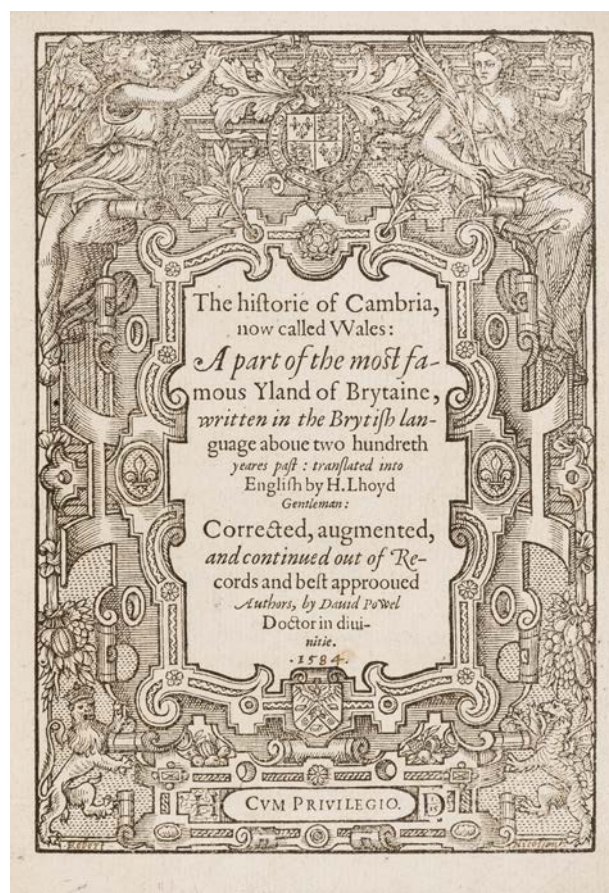 The hiſtorie of Cambria,
now called Wales:
A part of the moſt fa-
mous Yland of Brytaine,
written in the Brytiſh lan-
guage aboue two hundreth
yeares paſt : tranſlated into
Engliſh by H. Lhoyd
Gentleman:
Corrected, augmented,
and continued out of Re-
cords and beſt approoued
Authors, by Dauid Powel
Doctor in diui-
nitie.
.1584.
H CVM PRIVILEGIO. D